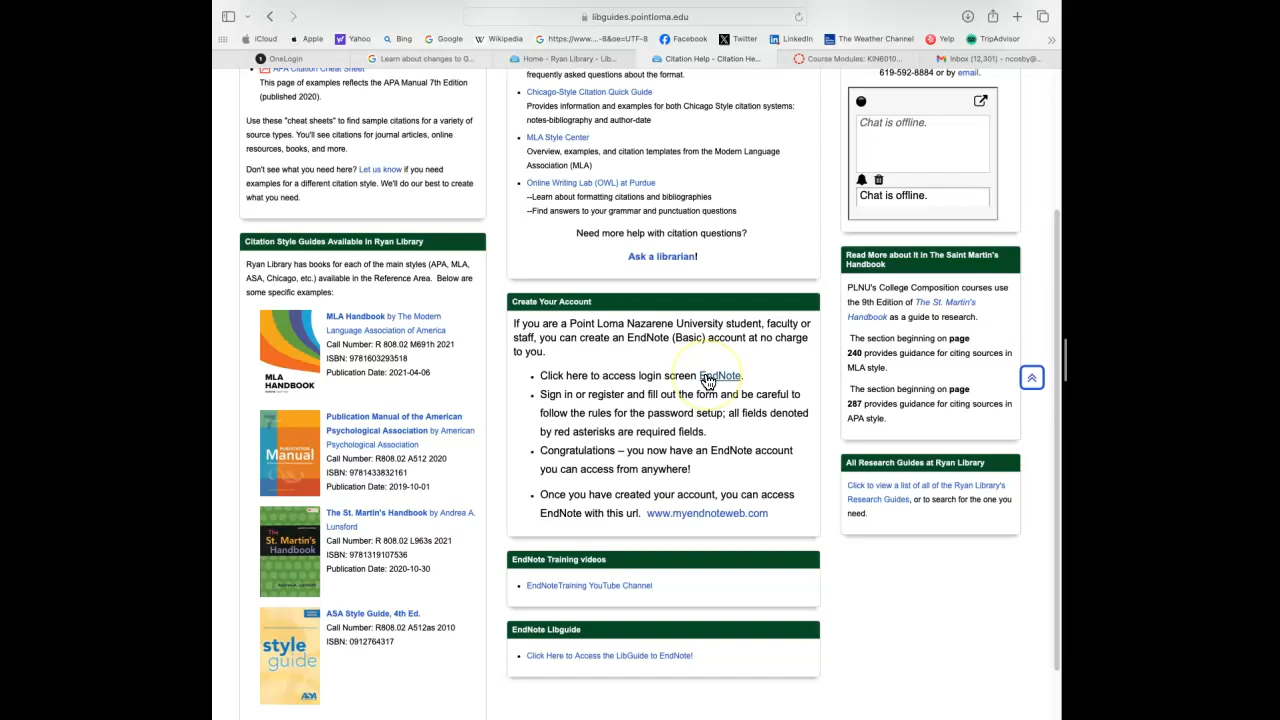 libguides.pointloma.edu
iCloud
Apple
Yahoo
Bing
Google
Wikipedia
https://www....-8&oe=UTF-8
Facebook
Twitter
LinkedIn
The Weather Channel
Yelp
TripAdvisor
OneLogin
Learn about changes to G...
Home - Ryan Library - Lib...
Citation Help - Citation He...
Course Modules: KIN6010...
Inbox (12,301) - ncosby@...
APA Citation Cheat Sheet
This page of examples reflects the APA Manual 7th Edition
(published 2020).
Use these "cheat sheets" to find sample citations for a variety of
source types. You'll see citations for journal articles, online
resources, books, and more.
Don't see what you need here? Let us know if you need
examples for a different citation style. We'll do our best to create
what you need.
Citation Style Guides Available in Ryan Library
Ryan Library has books for each of the main styles (APA, MLA,
ASA, Chicago, etc.) available in the Reference Area. Below are
some specific examples:
MLA
HANDBOOK
MLA Handbook by The Modern
Language Association of America
Call Number: R 808.02 M691h 2021
ISBN: 9781603293518
Publication Date: 2021-04-06
Publication
Manual
Publication Manual of the American
Psychological Association by American
Psychological Association
Call Number: R808.02 A512 2020
ISBN: 9781433832161
Publication Date: 2019-10-01
The
St. Martin's
Handbook
The St. Martin's Handbook by Andrea A.
Lunsford
Call Number: R 808.02 L963s 2021
ISBN: 9781319107536
Publication Date: 2020-10-30
style
guide
ASA
ASA Style Guide, 4th Ed.
Call Number: R808.02 A512as 2010
ISBN: 0912764317
frequently asked questions about the format.
Chicago-Style Citation Quick Guide
Provides information and examples for both Chicago Style citation systems:
notes-bibliography and author-date
MLA Style Center
Overview, examples, and citation templates from the Modern Language
Association (MLA)
Online Writing Lab (OWL) at Purdue
--Learn about formatting citations and bibliographies
--Find answers to your grammar and punctuation questions
Need more help with citation questions?
Ask a librarian!
Create Your Account
If you are a Point Loma Nazarene University student, faculty or
staff, you can create an EndNote (Basic) account at no charge
to you.
Click here to access login screen EndNote.
Sign in or register and fill out the form and be careful to
follow the rules for the password setup; all fields denoted
by red asterisks are required fields.
Congratulations – you now have an EndNote account
you can access from anywhere!
Once you have created your account, you can access
EndNote with this url. www.myendnoteweb.com
EndNote Training videos
EndNoteTraining YouTube Channel
EndNote Libguide
Click Here to Access the LibGuide to EndNote!
619-592-8884 or by email.
Chat is offline.
Chat is offline.
Read More about It In The Saint Martin's
Handbook
PLNU's College Composition courses use
the 9th Edition of The St. Martin's
Handbook as a guide to research.
The section beginning on page
240 provides guidance for citing sources in
MLA style.
The section beginning on page
287 provides guidance for citing sources in
APA style.
All Research Guides at Ryan Library
Click to view a list of all of the Ryan Library's
Research Guides, or to search for the one you
need.